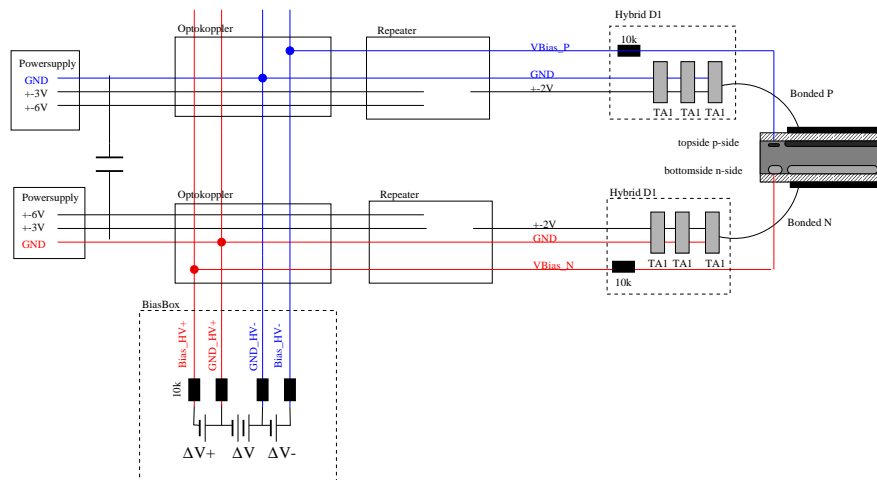 Hybrid D1
Optokoppler
Repeater
10k
VBias_P
Powersupply
GND
GND
+-3V
+-2V
+-6V
Bonded P
TA1 TA1 TA1
topside p-side
bottomside n-side
Powersupply
Optokoppler
Repeater
Hybrid D1
+-6V
+-3V
+-2V
Bonded N
GND
GND
VBias_N
TA1 TA1 TA1
10k
BiasBox
Bias_HV+
GND_HV+
GND_HV-
Bias_HV-
10k
ΔV+ ΔV ΔV-